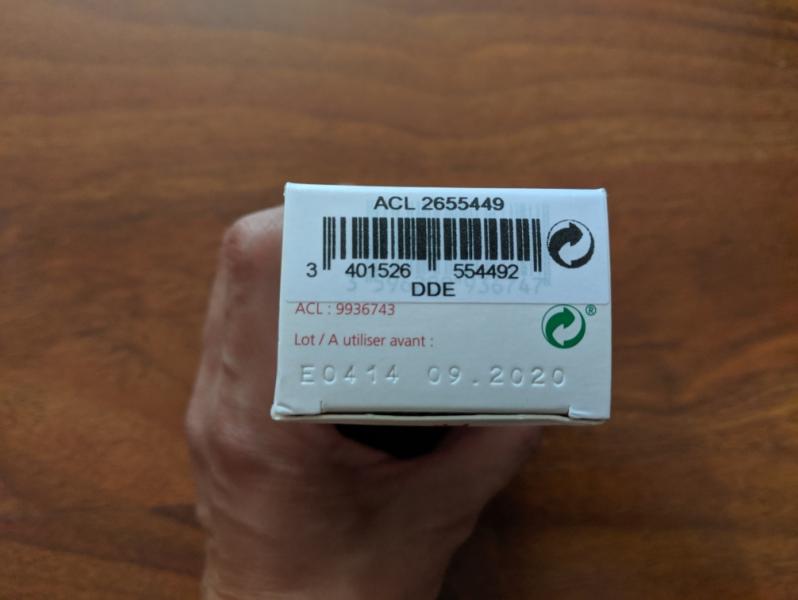 ACL 2655449
3 401526 554492
DDE
ACL : 9936743
®
Lot / A utiliser avant :
E0414 09.2020